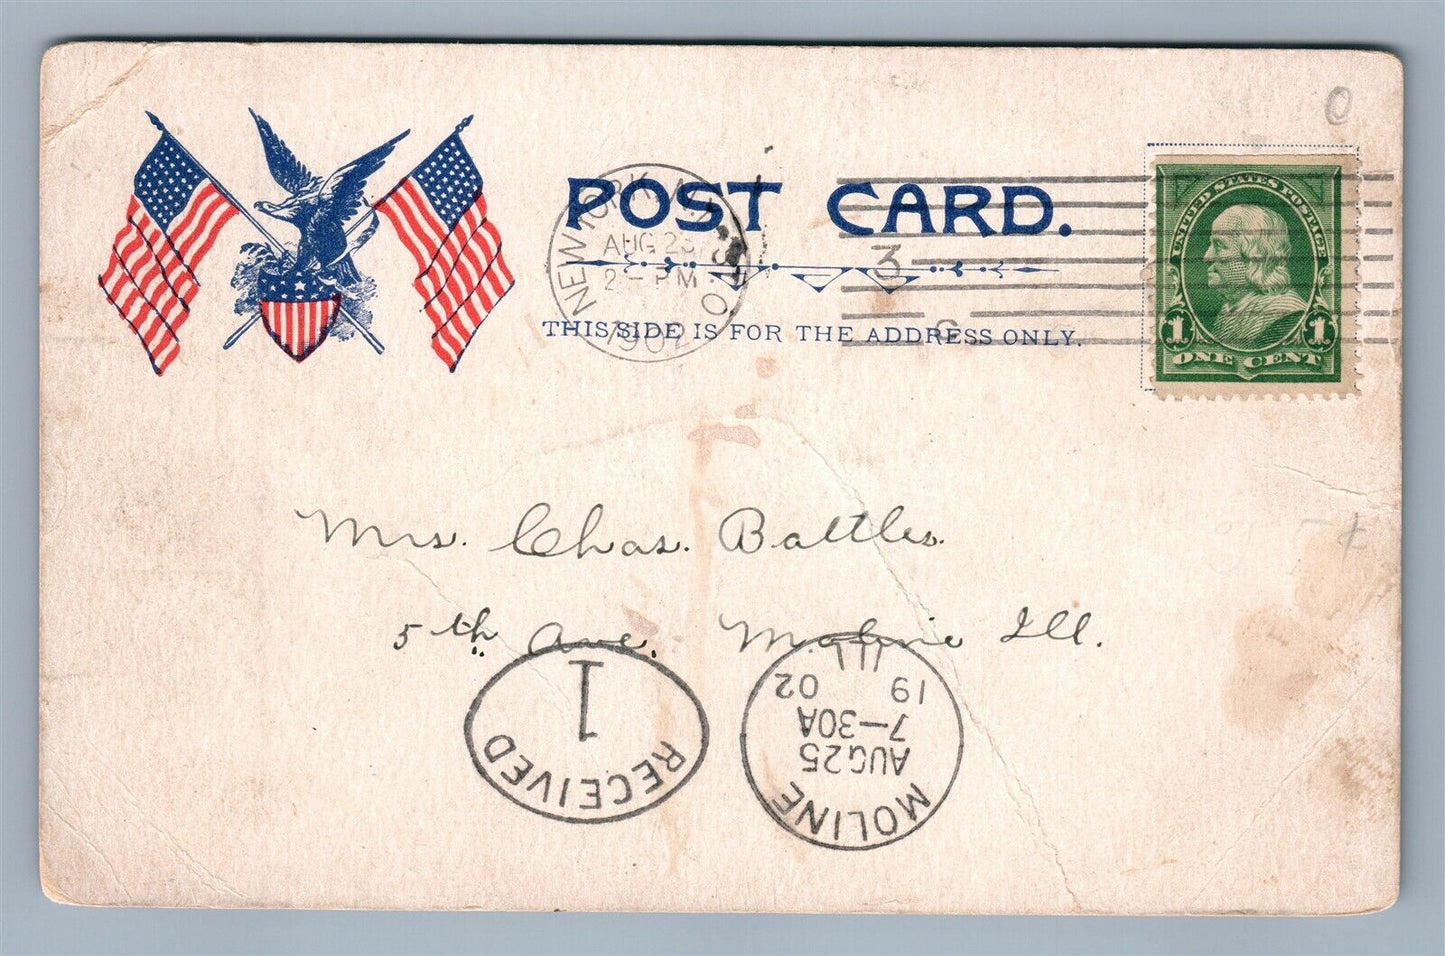 POST CARD.
THIS SIDE IS FOR THE ADDRESS ONLY.
NEW YORK, N.Y. STA. O.
AUG 23
2 – PM
1902
3
UNITED STATES POSTAGE
1 1
ONE CENT
O
Mrs. Chas. Battles.
5th Ave. Moline Ill.
RECEIVED
1
MOLINE
AUG 25
7–30A
19 02
ILL